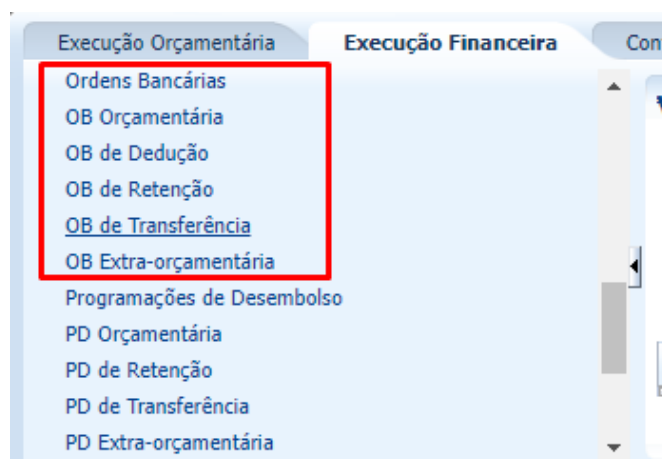 Execução Orçamentária Execução Financeira Con
Ordens Bancárias
OB Orçamentária
OB de Dedução
OB de Retenção
OB de Transferência
OB Extra-orçamentária
Programações de Desembolso
PD Orçamentária
PD de Retenção
PD de Transferência
PD Extra-orçamentária